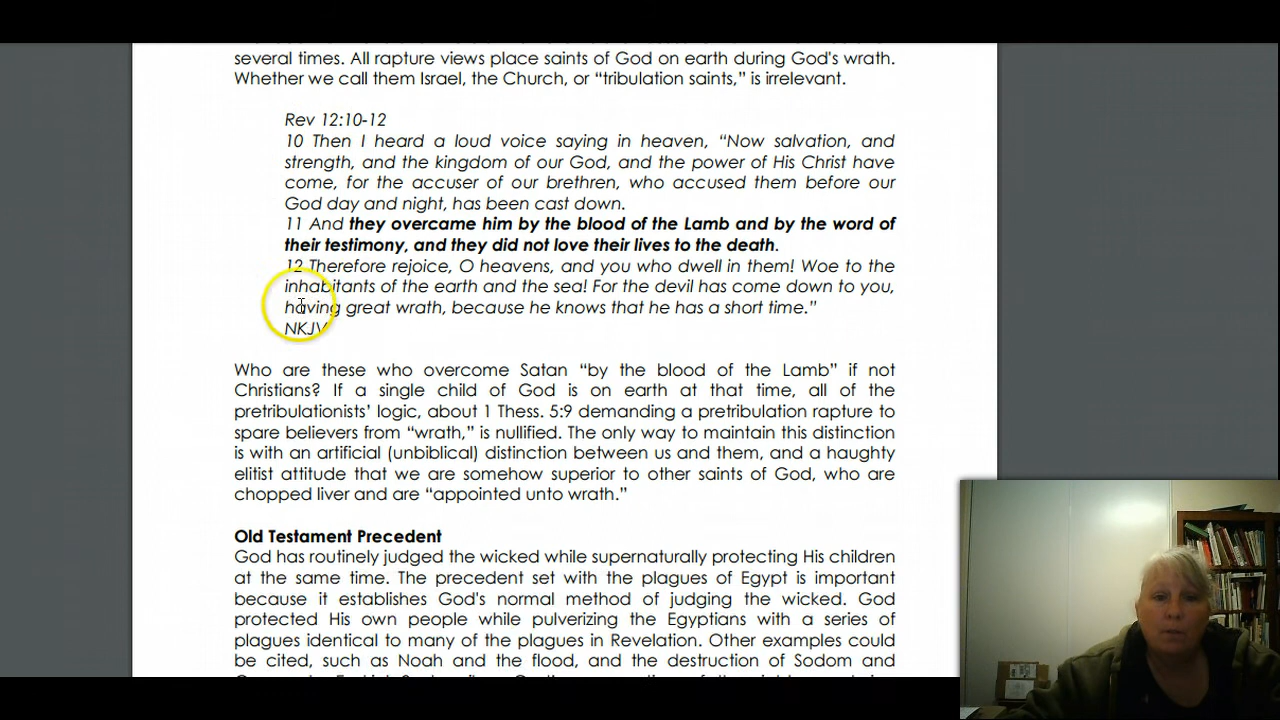 several times. All rapture views place saints of God on earth during God's wrath.
Whether we call them Israel, the Church, or “tribulation saints,” is irrelevant.
Rev 12:10-12
10 Then I heard a loud voice saying in heaven, “Now salvation, and
strength, and the kingdom of our God, and the power of His Christ have
come, for the accuser of our brethren, who accused them before our
God day and night, has been cast down.
11 And they overcame him by the blood of the Lamb and by the word of
their testimony, and they did not love their lives to the death.
12 Therefore rejoice, O heavens, and you who dwell in them! Woe to the
inhabitants of the earth and the sea! For the devil has come down to you,
having great wrath, because he knows that he has a short time.”
NKJV
Who are these who overcome Satan “by the blood of the Lamb” if not
Christians? If a single child of God is on earth at that time, all of the
pretribulationists’ logic, about 1 Thess. 5:9 demanding a pretribulation rapture to
spare believers from “wrath,” is nullified. The only way to maintain this distinction
is with an artificial (unbiblical) distinction between us and them, and a haughty
elitist attitude that we are somehow superior to other saints of God, who are
chopped liver and are “appointed unto wrath.”
Old Testament Precedent
God has routinely judged the wicked while supernaturally protecting His children
at the same time. The precedent set with the plagues of Egypt is important
because it establishes God's normal method of judging the wicked. God
protected His own people while pulverizing the Egyptians with a series of
plagues identical to many of the plagues in Revelation. Other examples could
be cited, such as Noah and the flood, and the destruction of Sodom and